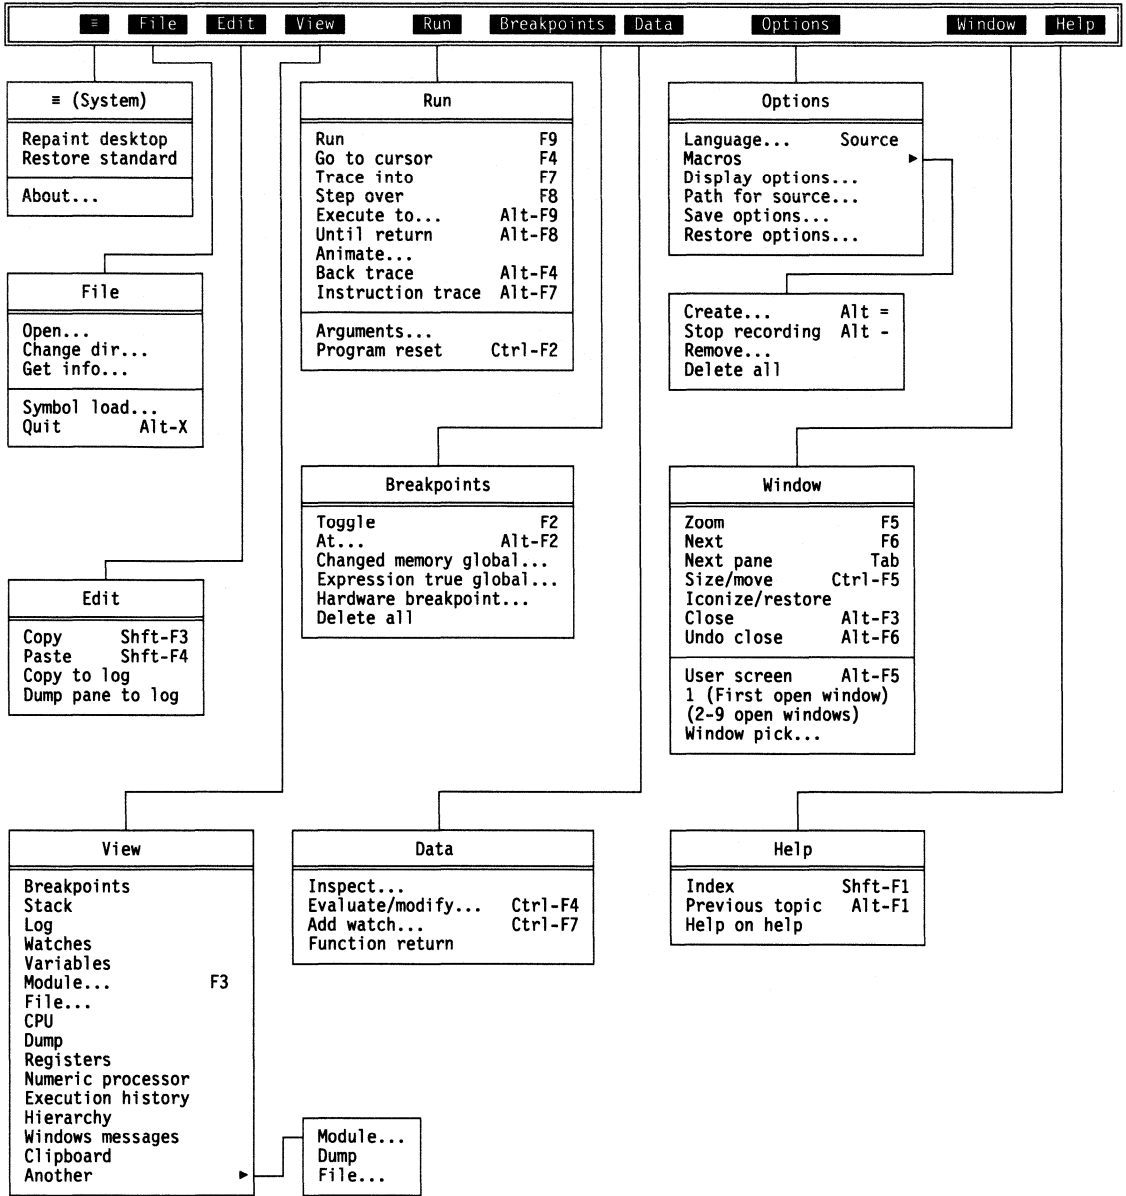 ≡ File Edit View Run Breakpoints Data Options Window Help
≡ (System)
Repaint desktop
Restore standard
About...
File
Open...
Change dir...
Get info...
Symbol load...
Quit Alt-X
Edit
Copy Shft-F3
Paste Shft-F4
Copy to log
Dump pane to log
View
Breakpoints
Stack
Log
Watches
Variables
Module... F3
File...
CPU
Dump
Registers
Numeric processor
Execution history
Hierarchy
Windows messages
Clipboard
Another ►
Module...
Dump
File...
Run
Run F9
Go to cursor F4
Trace into F7
Step over F8
Execute to... Alt-F9
Until return Alt-F8
Animate...
Back trace Alt-F4
Instruction trace Alt-F7
Arguments...
Program reset Ctrl-F2
Breakpoints
Toggle F2
At... Alt-F2
Changed memory global...
Expression true global...
Hardware breakpoint...
Delete all
Data
Inspect...
Evaluate/modify... Ctrl-F4
Add watch... Ctrl-F7
Function return
Options
Language... Source
Macros ►
Display options...
Path for source...
Save options...
Restore options...
Create... Alt =
Stop recording Alt -
Remove...
Delete all
Window
Zoom F5
Next F6
Next pane Tab
Size/move Ctrl-F5
Iconize/restore
Close Alt-F3
Undo close Alt-F6
User screen Alt-F5
1 (First open window)
(2-9 open windows)
Window pick...
Help
Index Shft-F1
Previous topic Alt-F1
Help on help